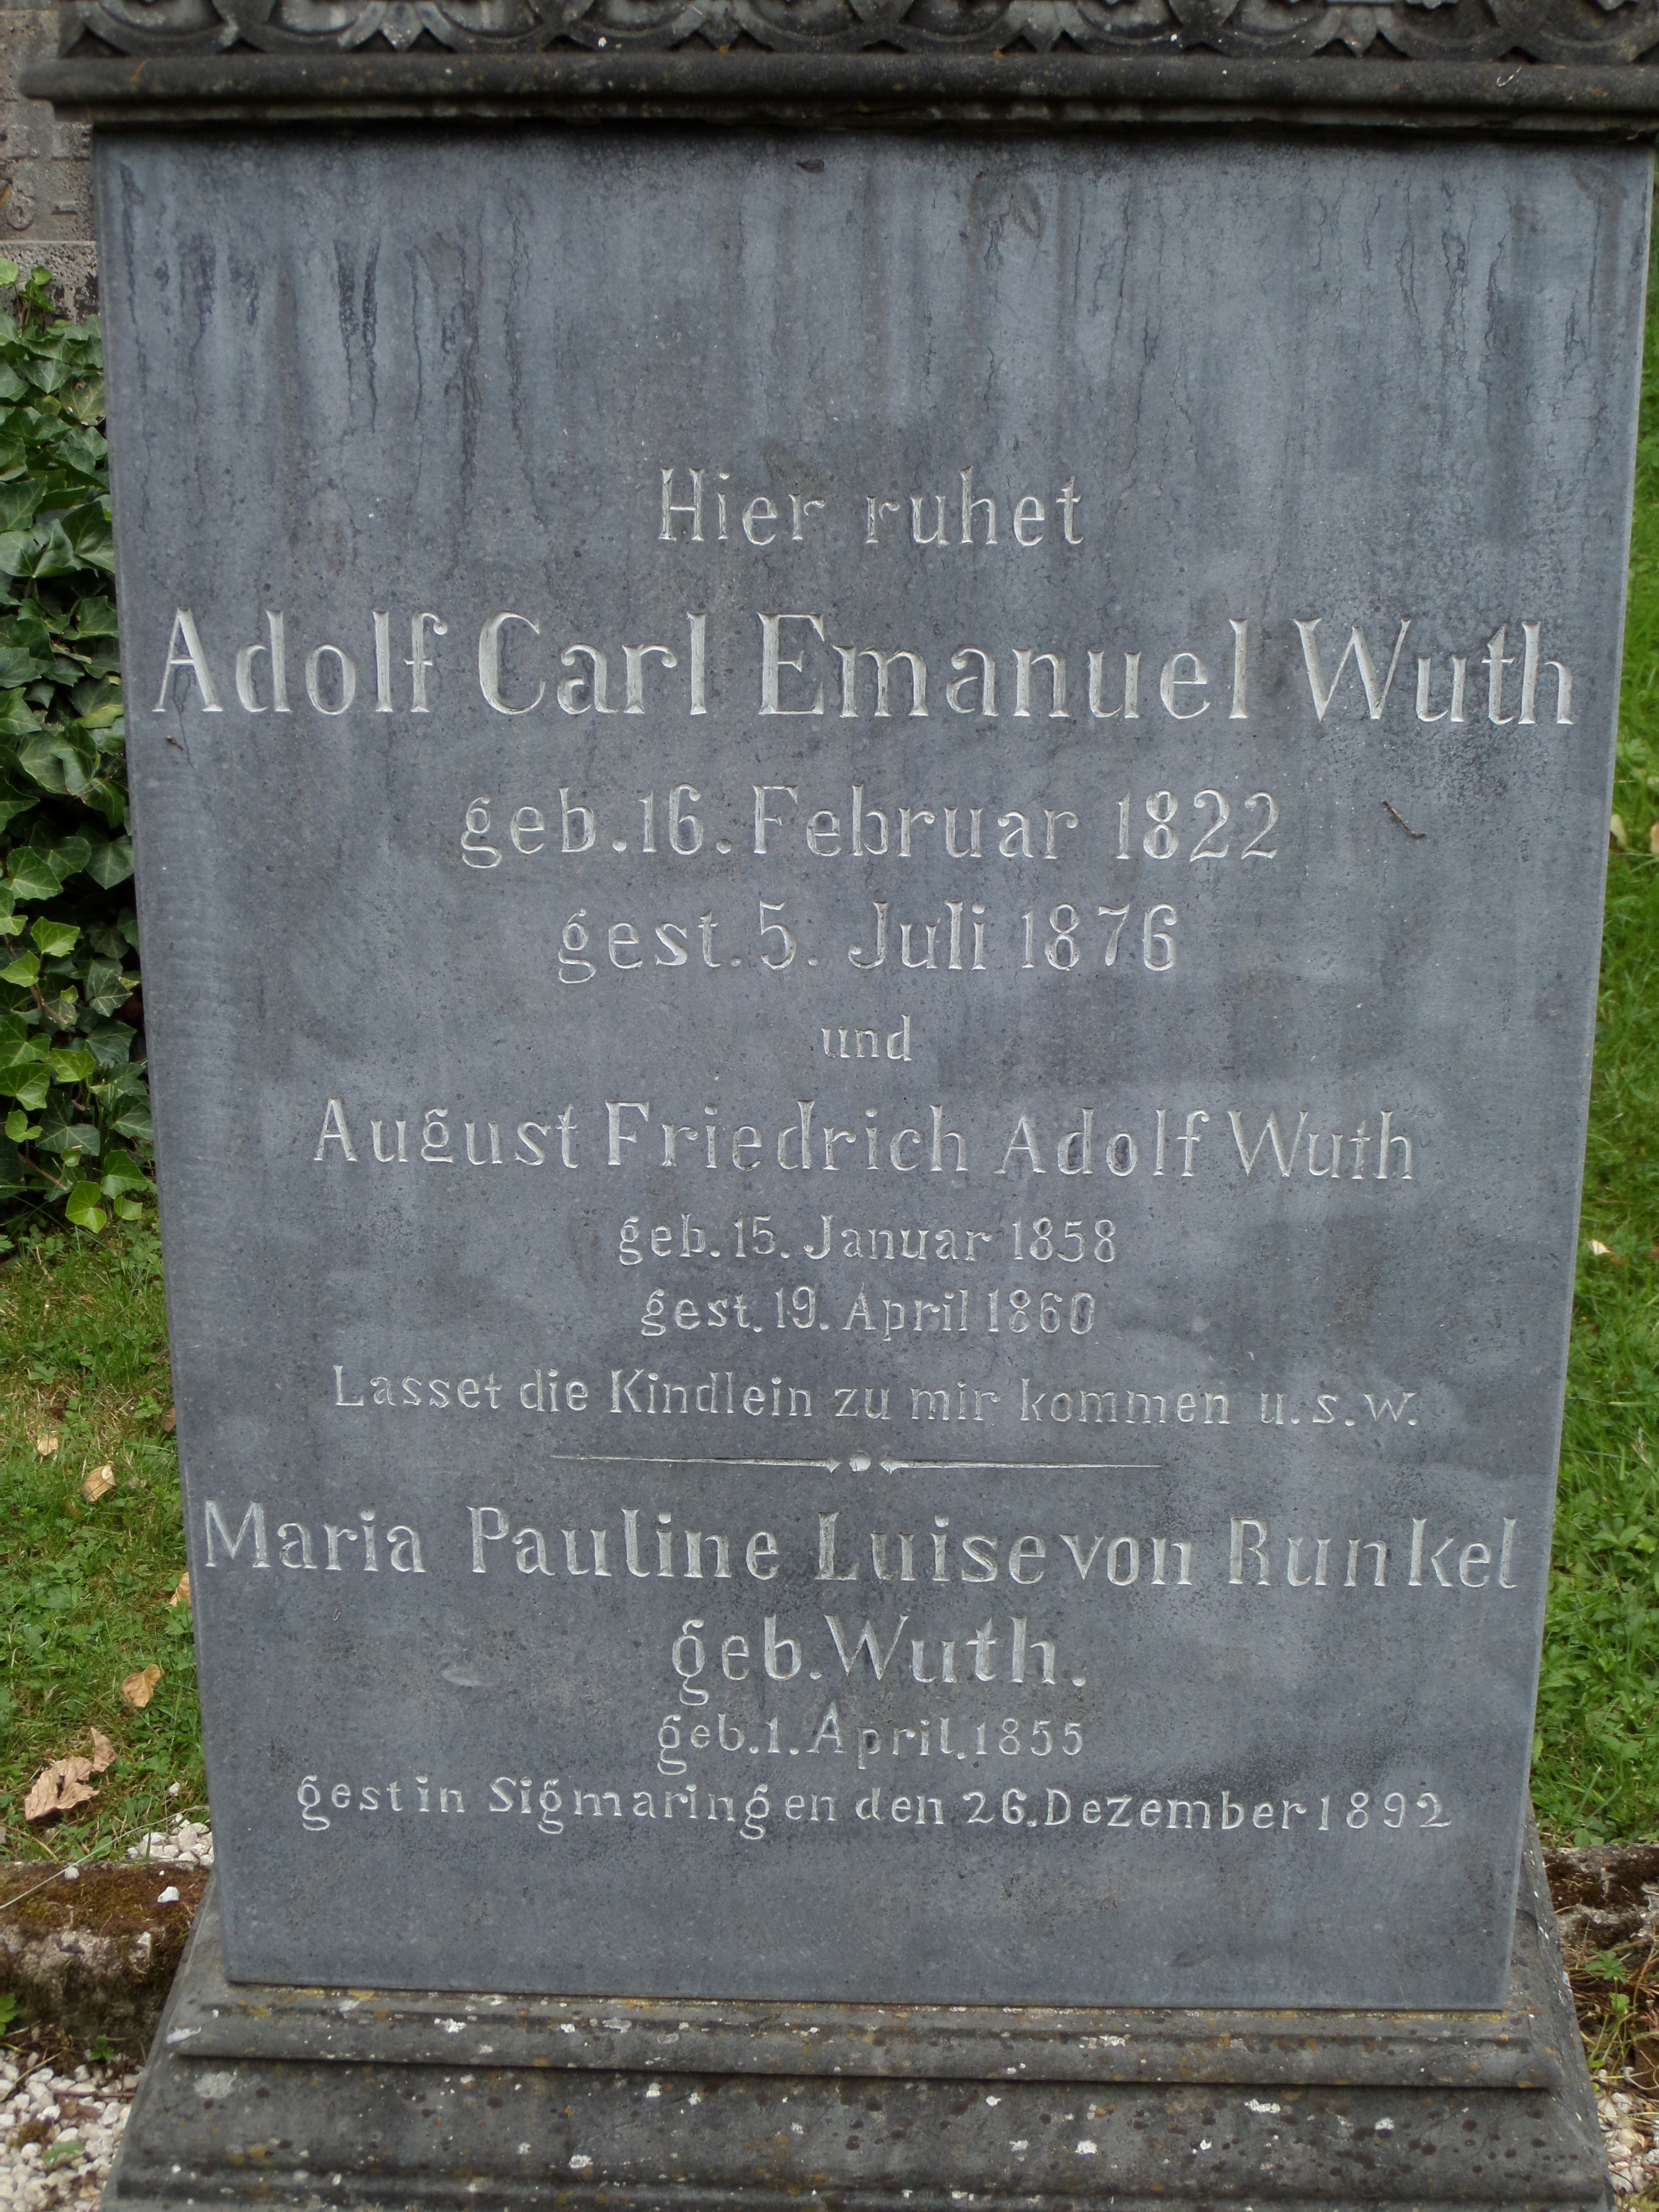 Hier ruhet
Adolf Carl Emanuel Wuth
geb. 16. Februar 1822
gest. 5. Juli 1876
und
August Friedrich Adolf Wuth
geb. 15. Januar 1858
gest. 19. April 1860
Lasset die Kindlein zu mir kommen u. s. w.
Maria Pauline Luise von Runkel
geb. Wuth.
geb. 1. April. 1855
gest in Sigmaringen den 26. Dezember 1892